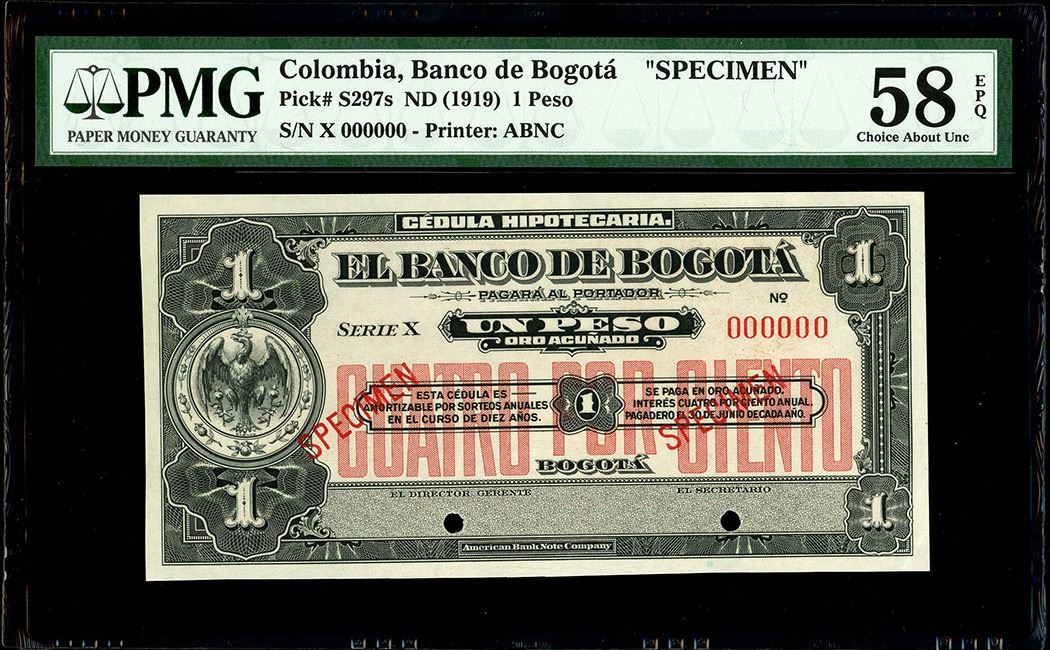 PMG
PAPER MONEY GUARANTY
Colombia, Banco de Bogotá "SPECIMEN"
Pick# S297s ND (1919) 1 Peso
S/N X 000000 - Printer: ABNC
58
EPQ
Choice About Unc
CÉDULA HIPOTECARIA.
1
1
EL BANCO DE BOGOTÁ
PAGARÁ AL PORTADOR
Nº
SERIE X
UN PESO
000000
ORO ACUÑADO
CUATRO POR CIENTO
SPECIMEN
SPECIMEN
ESTA CÉDULA ES
AMORTIZABLE POR SORTEOS ANUALES
EN EL CURSO DE DIEZ AÑOS.
1
SE PAGA EN ORO ACUÑADO.
INTERÉS CUATRO POR CIENTO ANUAL,
PAGADERO EL 30 DE JUNIO DE CADA AÑO.
BOGOTÁ
1
EL DIRECTOR GERENTE
EL SECRETARIO
1
American Bank Note Company